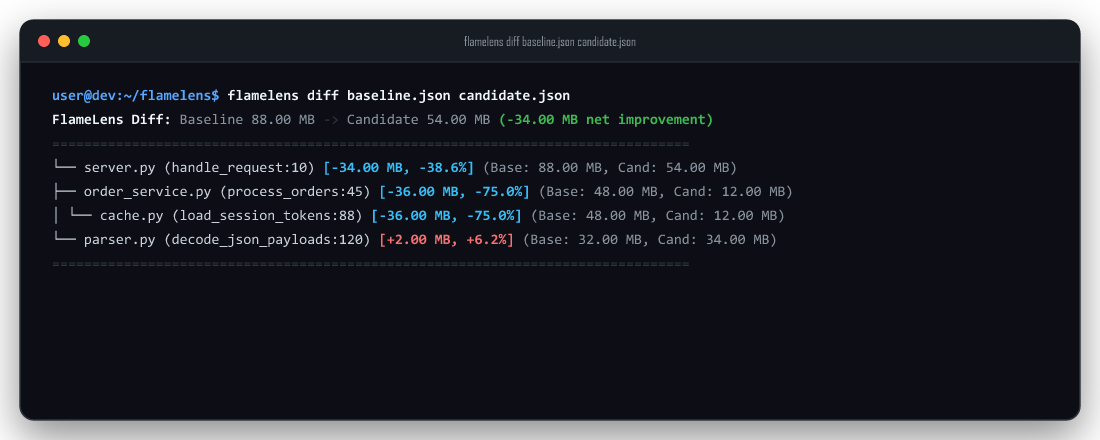 flamelens diff baseline.json candidate.json
user@dev:~/flamelens$ flamelens diff baseline.json candidate.json
FlameLens Diff: Baseline 88.00 MB -> Candidate 54.00 MB (-34.00 MB net improvement)
================================================================================
└── server.py (handle_request:10) [-34.00 MB, -38.6%] (Base: 88.00 MB, Cand: 54.00 MB)
├── order_service.py (process_orders:45) [-36.00 MB, -75.0%] (Base: 48.00 MB, Cand: 12.00 MB)
│ └── cache.py (load_session_tokens:88) [-36.00 MB, -75.0%] (Base: 48.00 MB, Cand: 12.00 MB)
└── parser.py (decode_json_payloads:120) [+2.00 MB, +6.2%] (Base: 32.00 MB, Cand: 34.00 MB)
================================================================================